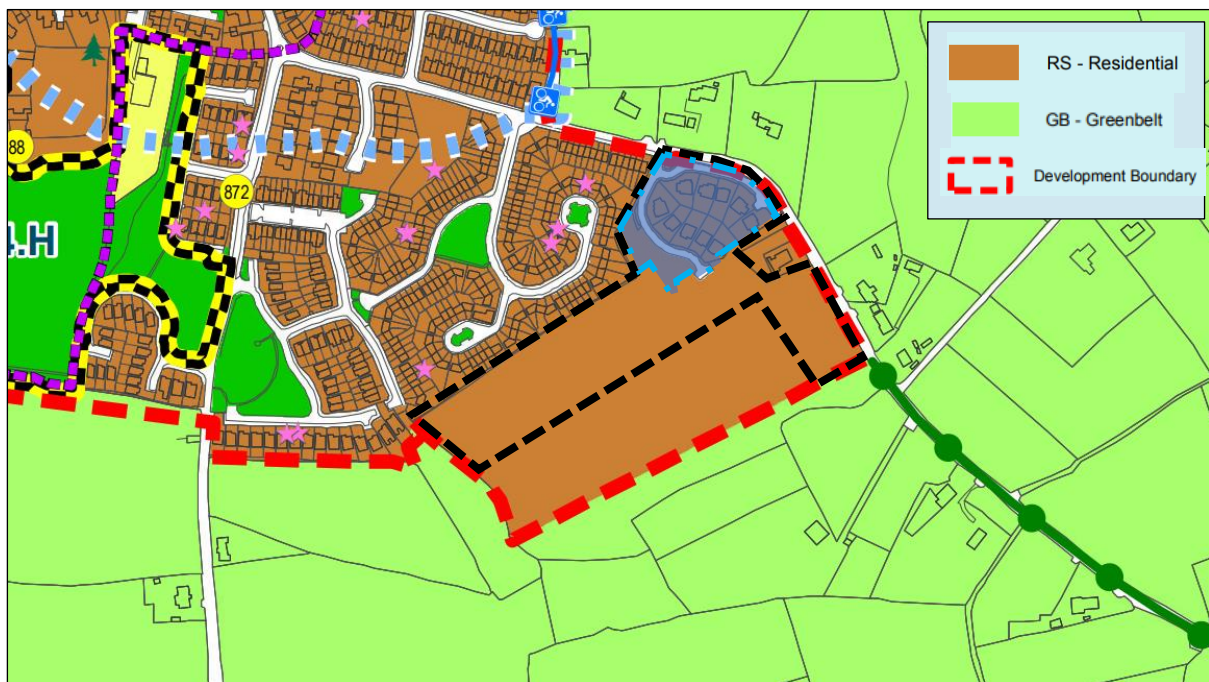 RS - Residential
GB - Greenbelt
Development Boundary
88
872
4.H